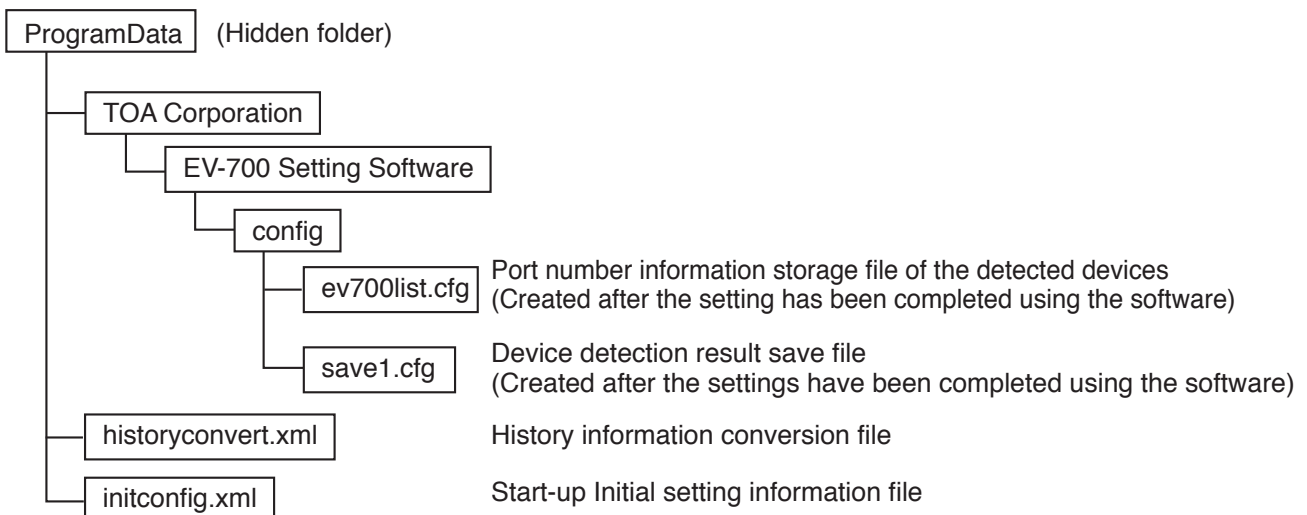 ProgramData (Hidden folder)
TOA Corporation
EV-700 Setting Software
config
ev700list.cfg Port number information storage file of the detected devices
(Created after the setting has been completed using the software)
save1.cfg Device detection result save file
(Created after the settings have been completed using the software)
historyconvert.xml History information conversion file
initconfig.xml Start-up Initial setting information file